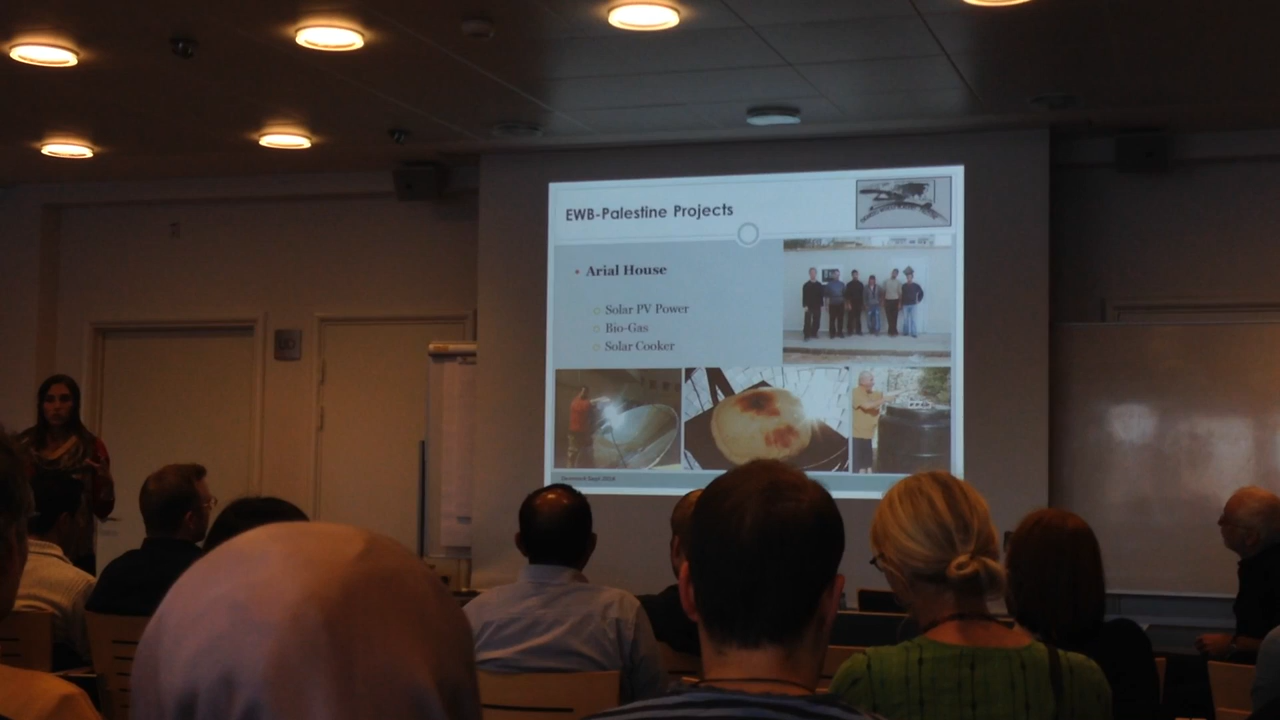 EWB-Palestine Projects
• Arial House
○ Solar PV Power
○ Bio-Gas
○ Solar Cooker